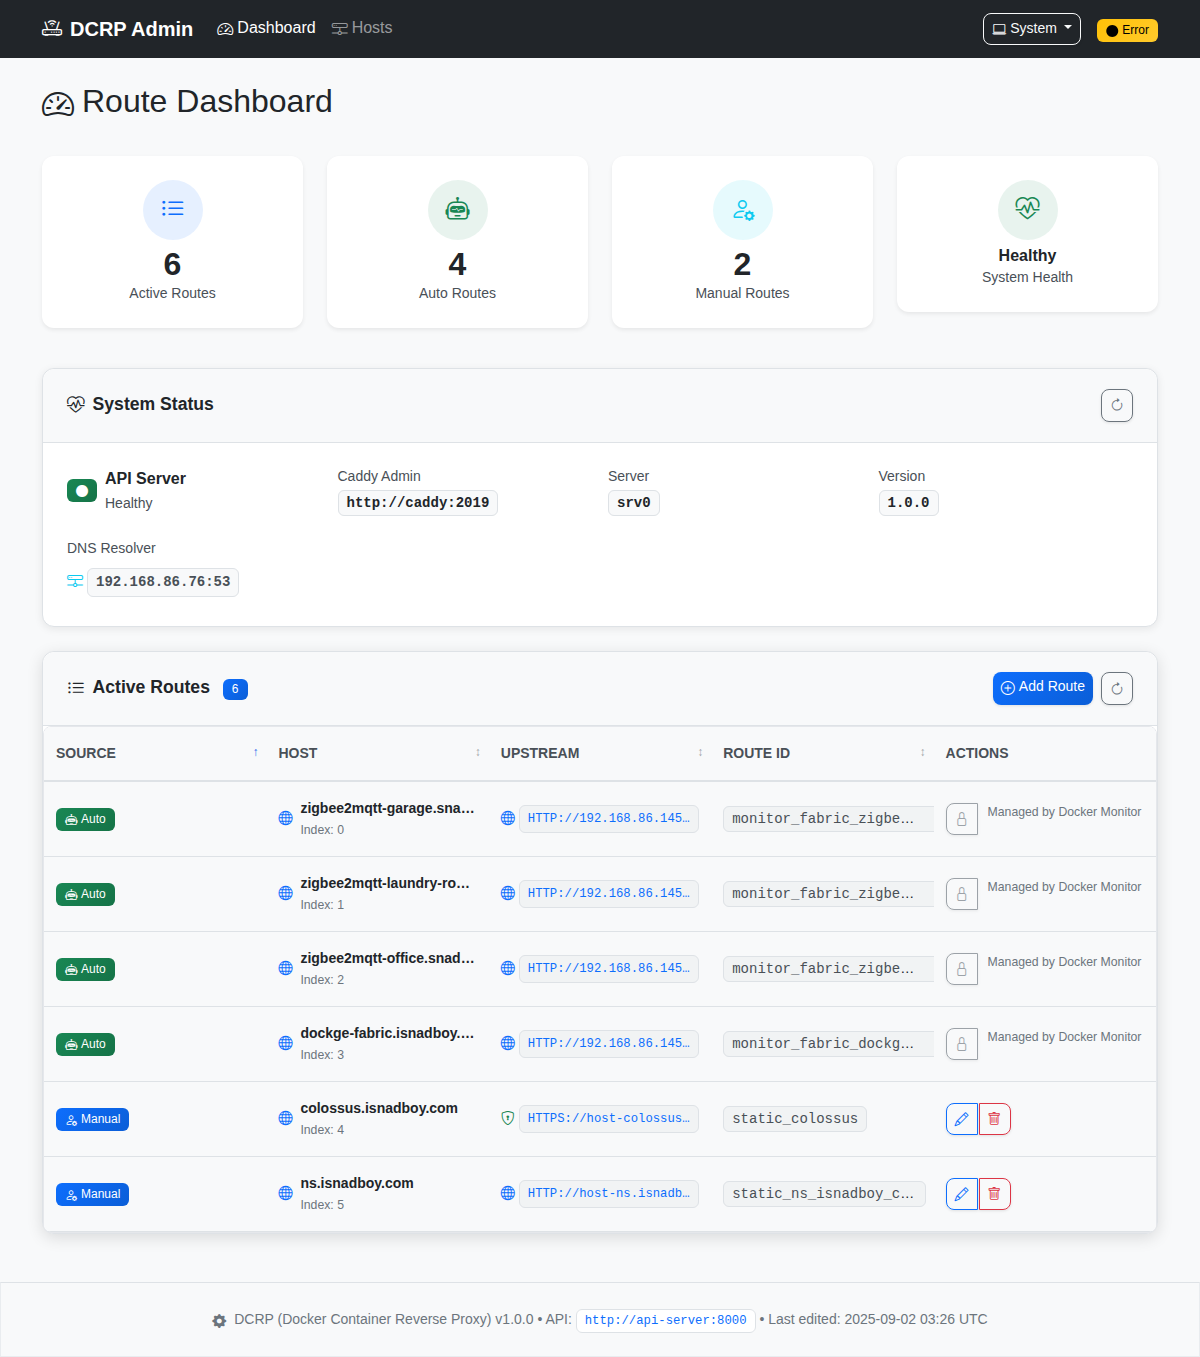 DCRP Admin Dashboard Hosts System Error
Route Dashboard
6
Active Routes
4
Auto Routes
2
Manual Routes
Healthy
System Health
System Status
API Server
Healthy
Caddy Admin
http://caddy:2019
Server
srv0
Version
1.0.0
DNS Resolver
192.168.86.76:53
Active Routes 6 Add Route
SOURCE ↑ HOST ↕ UPSTREAM ↕ ROUTE ID ↕ ACTIONS
Auto zigbee2mqtt-garage.sna… HTTP://192.168.86.145… monitor_fabric_zigbe… Managed by Docker Monitor
Index: 0
Auto zigbee2mqtt-laundry-ro… HTTP://192.168.86.145… monitor_fabric_zigbe… Managed by Docker Monitor
Index: 1
Auto zigbee2mqtt-office.snad… HTTP://192.168.86.145… monitor_fabric_zigbe… Managed by Docker Monitor
Index: 2
Auto dockge-fabric.isnadboy.… HTTP://192.168.86.145… monitor_fabric_dockg… Managed by Docker Monitor
Index: 3
Manual colossus.isnadboy.com HTTPS://host-colossus… static_colossus
Index: 4
Manual ns.isnadboy.com HTTP://host-ns.isnadb… static_ns_isnadboy_c…
Index: 5
DCRP (Docker Container Reverse Proxy) v1.0.0 • API: http://api-server:8000 • Last edited: 2025-09-02 03:26 UTC